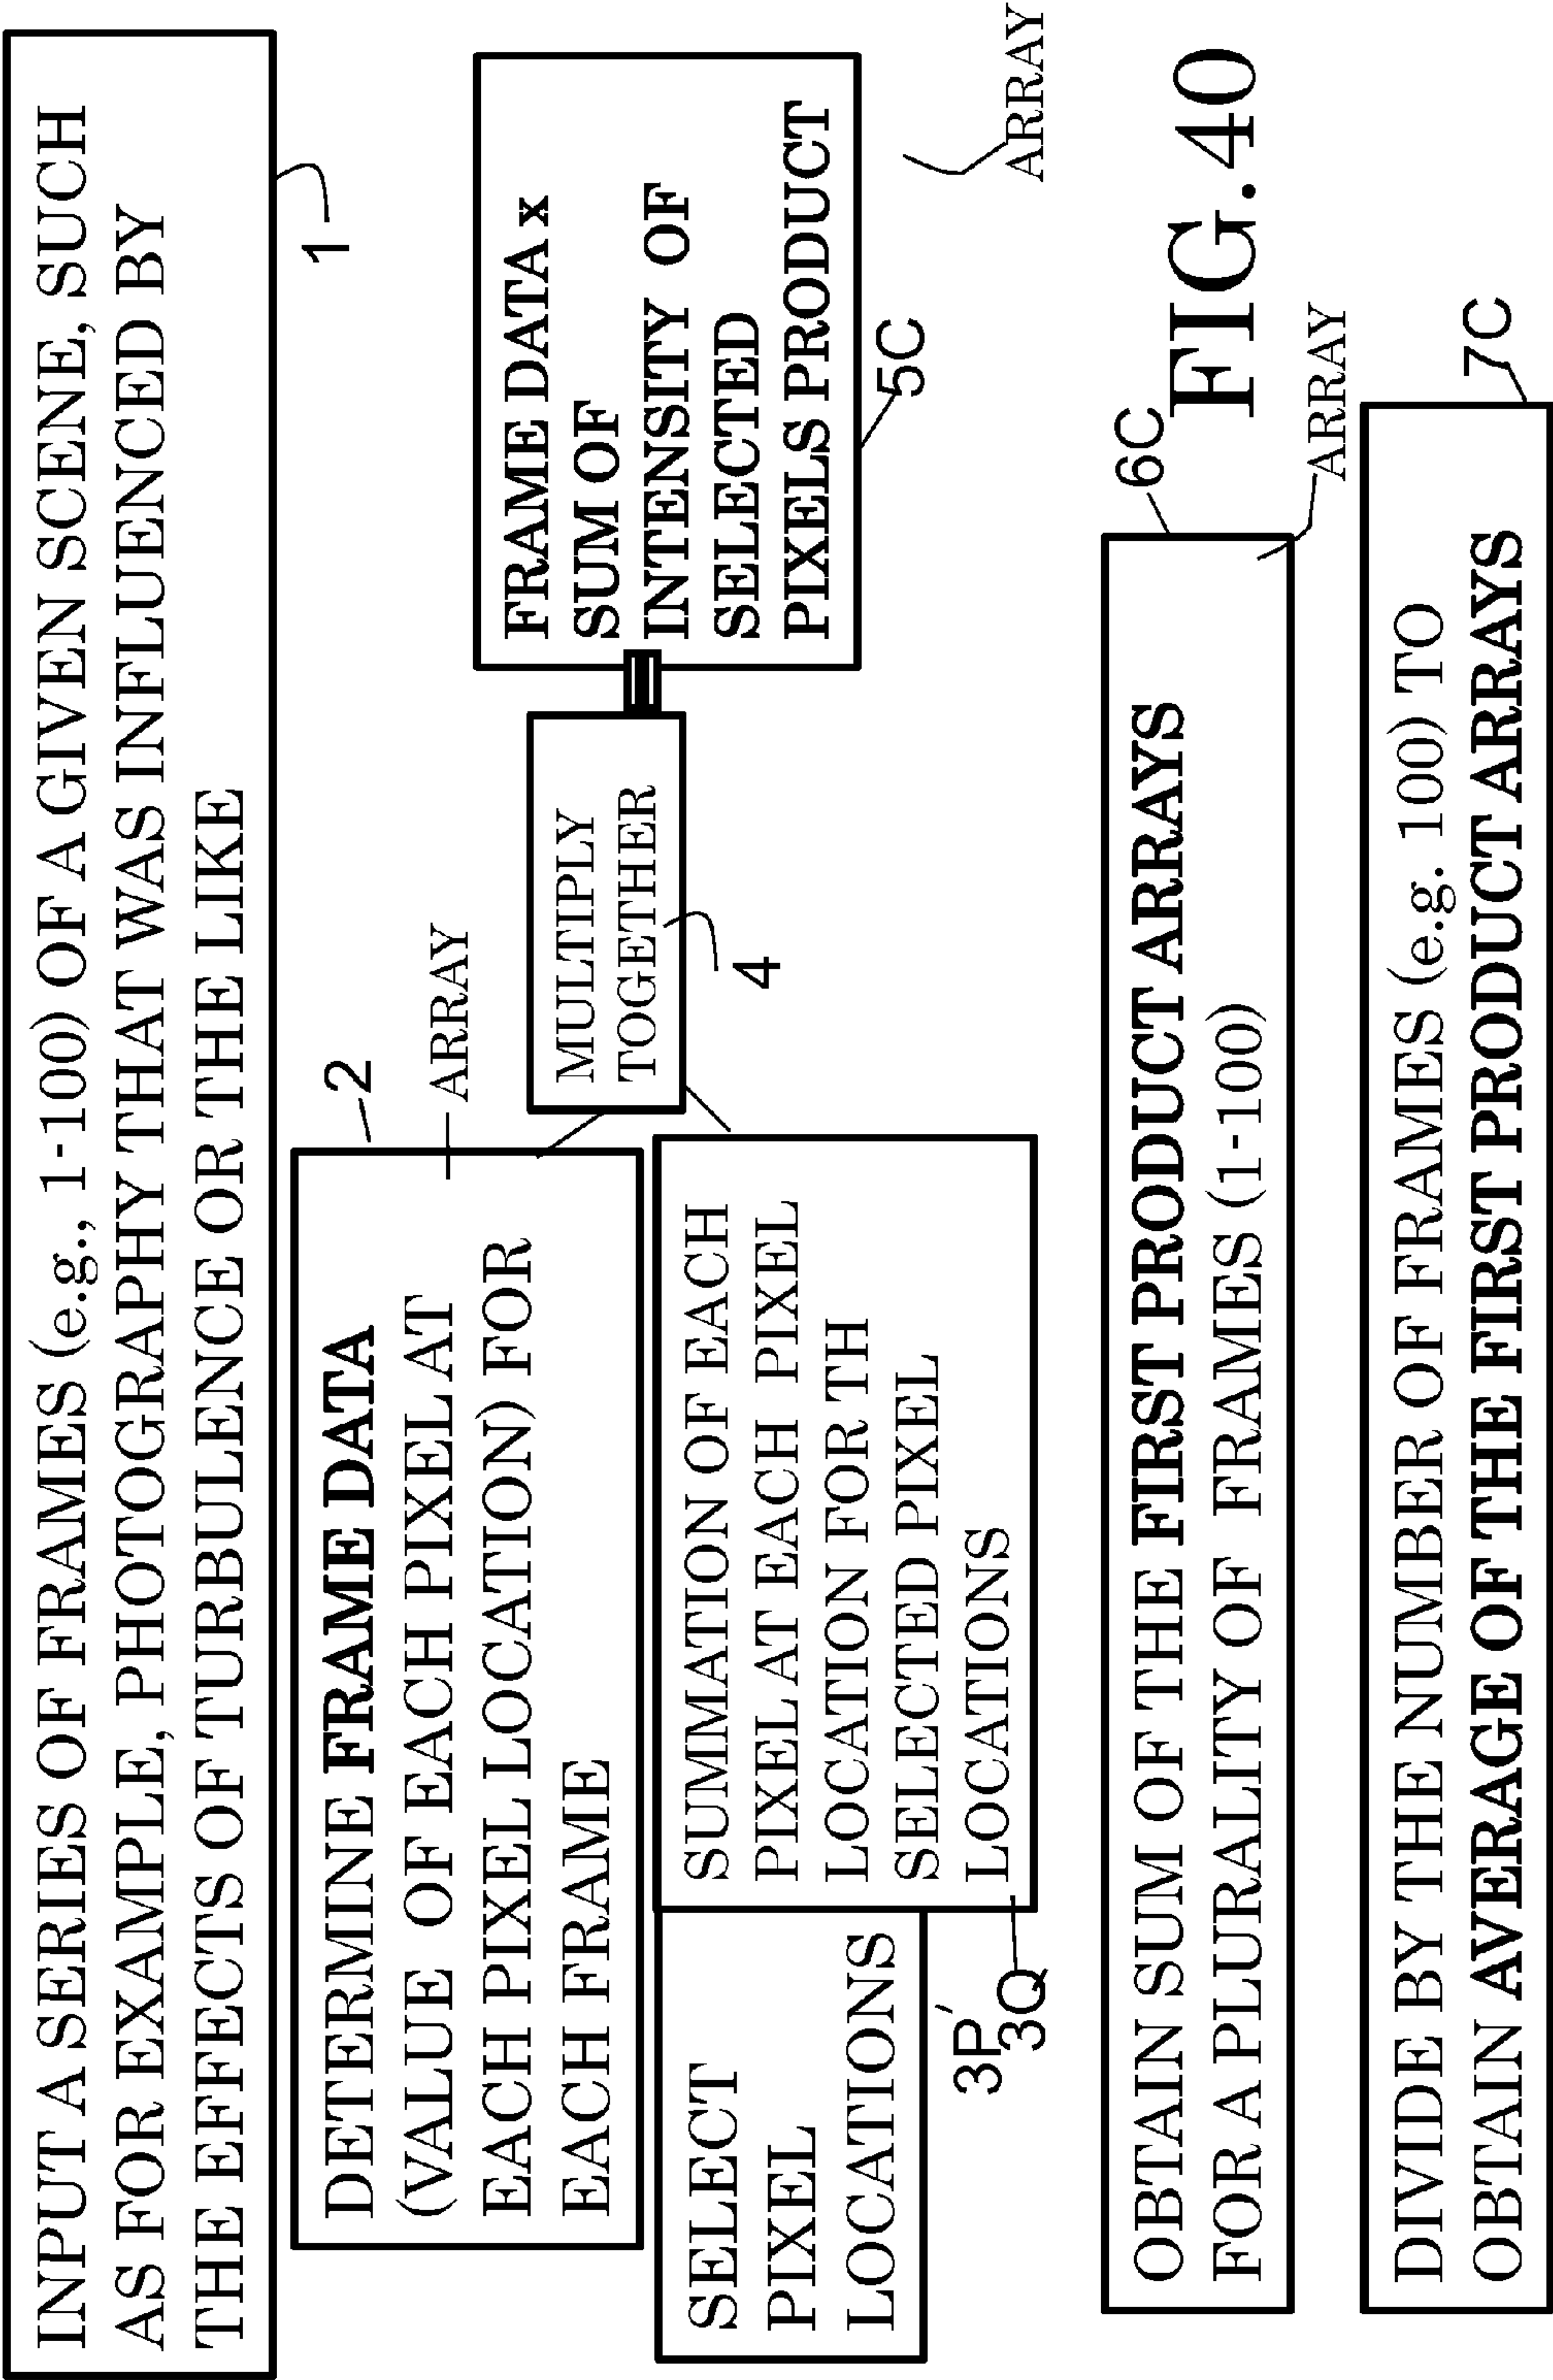 INPUT A SERIES OF FRAMES (e.g., 1-100) OF A GIVEN SCENE, SUCH
AS FOR EXAMPLE, PHOTOGRAPHY THAT WAS INFLUENCED BY
THE EFFECTS OF TURBULENCE OR THE LIKE
1
DETERMINE FRAME DATA
(VALUE OF EACH PIXEL AT
EACH PIXEL LOCATION) FOR
EACH FRAME
2
ARRAY
SELECT
PIXEL
LOCATIONS
3P'
SUMMATION OF EACH
PIXEL AT EACH PIXEL
LOCATION FOR TH
SELECTED PIXEL
LOCATIONS
3Q
MULTIPLY
TOGETHER
4
FRAME DATA x
SUM OF
INTENSITY OF
SELECTED
PIXELS PRODUCT
5C
ARRAY
OBTAIN SUM OF THE FIRST PRODUCT ARRAYS
FOR A PLURALITY OF FRAMES (1-100)
6C
ARRAY
FIG.40
DIVIDE BY THE NUMBER OF FRAMES (e.g. 100) TO
OBTAIN AVERAGE OF THE FIRST PRODUCT ARRAYS
7C